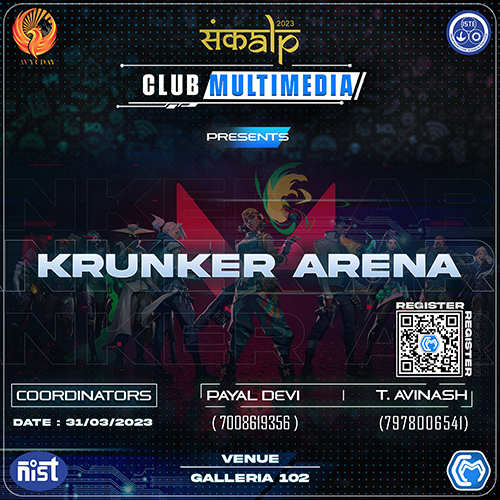 2023
संकalp
AVYUDAY
ISTE
CLUB MULTIMEDIA
PRESENTS
KRUNKER ARENA
REGISTER
REGISTER
COORDINATORS
PAYAL DEVI | T. AVINASH
DATE : 31/03/2023
( 7008619356 ) (7978006541)
nist
VENUE
GALLERIA 102